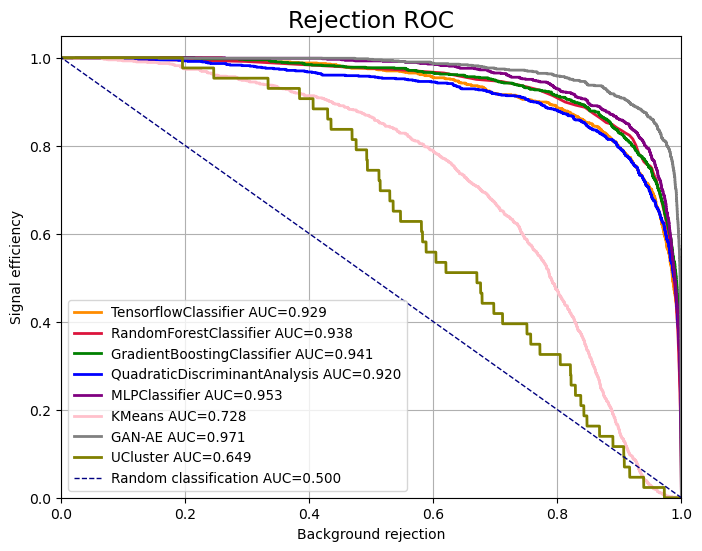 Rejection ROC
Signal efficiency
1.0
0.8
0.6
0.4
0.2
0.0
TensorflowClassifier AUC=0.929
RandomForestClassifier AUC=0.938
GradientBoostingClassifier AUC=0.941
QuadraticDiscriminantAnalysis AUC=0.920
MLPClassifier AUC=0.953
KMeans AUC=0.728
GAN-AE AUC=0.971
UCluster AUC=0.649
Random classification AUC=0.500
0.0 0.2 0.4 0.6 0.8 1.0
Background rejection